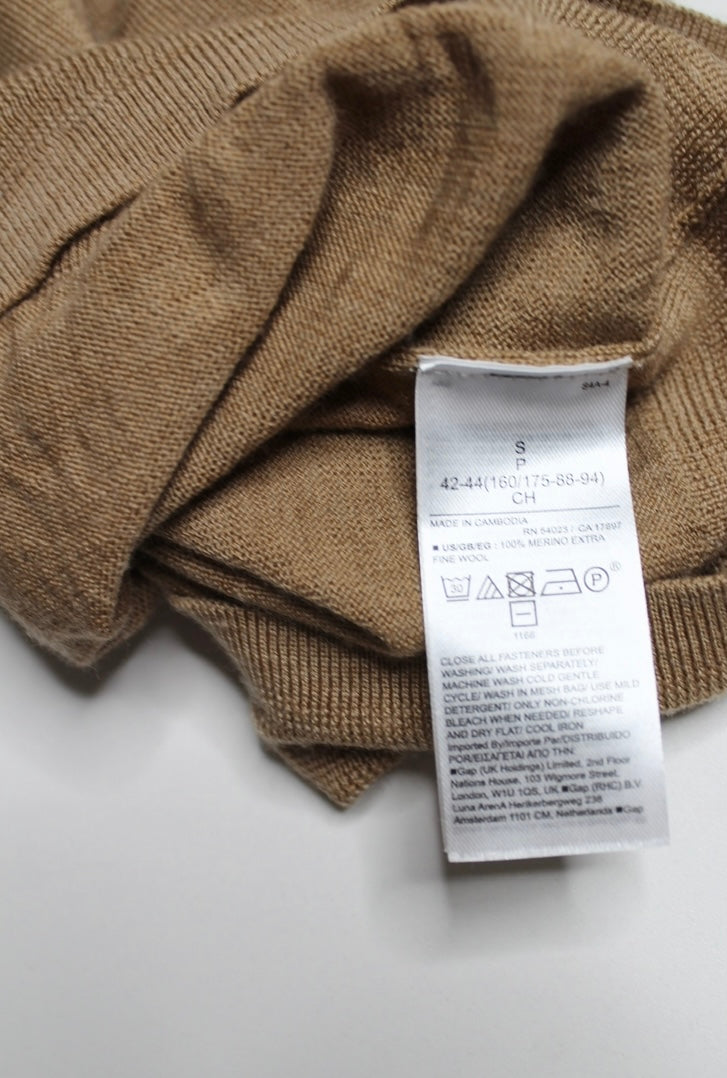 84A-4
S
P
42-44(160/175-88-94)
CH
MADE IN CAMBODIA
RN 54023 / CA 17897
■ US/GB/EG : 100% MERINO EXTRA
FINE WOOL
30 P ®
1166
CLOSE ALL FASTENERS BEFORE
WASHING/ WASH SEPARATELY/
MACHINE WASH COLD GENTLE
CYCLE/ WASH IN MESH BAG/ USE MILD
DETERGENT/ ONLY NON-CHLORINE
BLEACH WHEN NEEDED/ RESHAPE
AND DRY FLAT/ COOL IRON
Imported By/Importe Par/DISTRIBUIDO
POR/ΕΙΣΑΓΕΤΑΙ ΑΠΟ ΤΗΝ:
■Gap (UK Holdings) Limited, 2nd Floor
Nations House, 103 Wigmore Street,
London, W1U 1QS, UK ■Gap (RHC) B.V
Luna ArenA Herikerbergweg 238
Amsterdam 1101 CM, Netherlands ■Gap